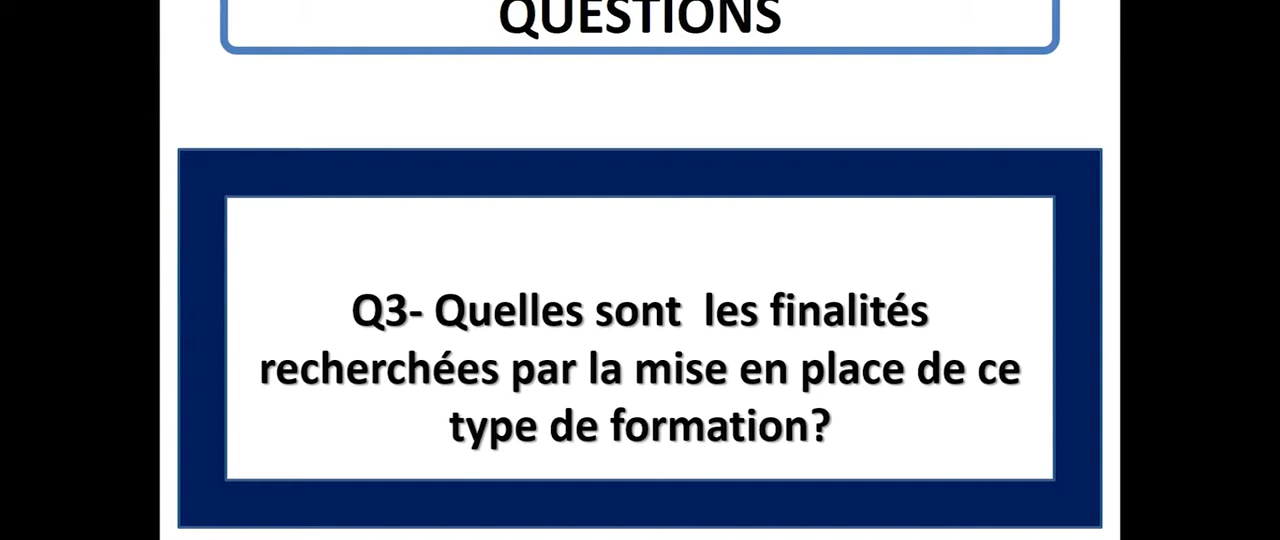 QUESTIONS
Q3- Quelles sont les finalités
recherchées par la mise en place de ce
type de formation?